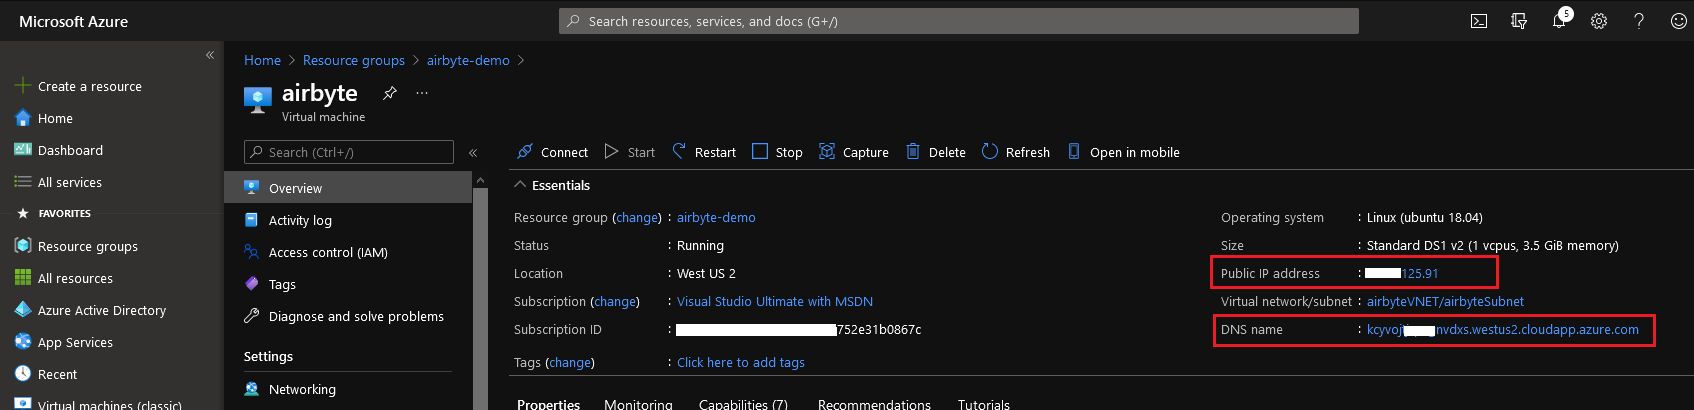 Microsoft Azure
Search resources, services, and docs (G+/)
5
«
Create a resource
Home
Dashboard
All services
FAVORITES
Resource groups
All resources
Azure Active Directory
App Services
Recent
Virtual machines (classic)
Home > Resource groups > airbyte-demo >
airbyte
...
Virtual machine
Search (Ctrl+/)
«
Overview
Activity log
Access control (IAM)
Tags
Diagnose and solve problems
Settings
Networking
Connect Start Restart Stop Capture Delete Refresh Open in mobile
Essentials
Resource group (change) : airbyte-demo
Status : Running
Location : West US 2
Subscription (change) : Visual Studio Ultimate with MSDN
Subscription ID : 752e31b0867c
Tags (change) : Click here to add tags
Operating system : Linux (ubuntu 18.04)
Size : Standard DS1 v2 (1 vcpus, 3.5 GiB memory)
Public IP address : 125.91
Virtual network/subnet : airbyteVNET/airbyteSubnet
DNS name : nvdxs.westus2.cloudapp.azure.com
Properties Monitoring Capabilities (7) Recommendations Tutorials